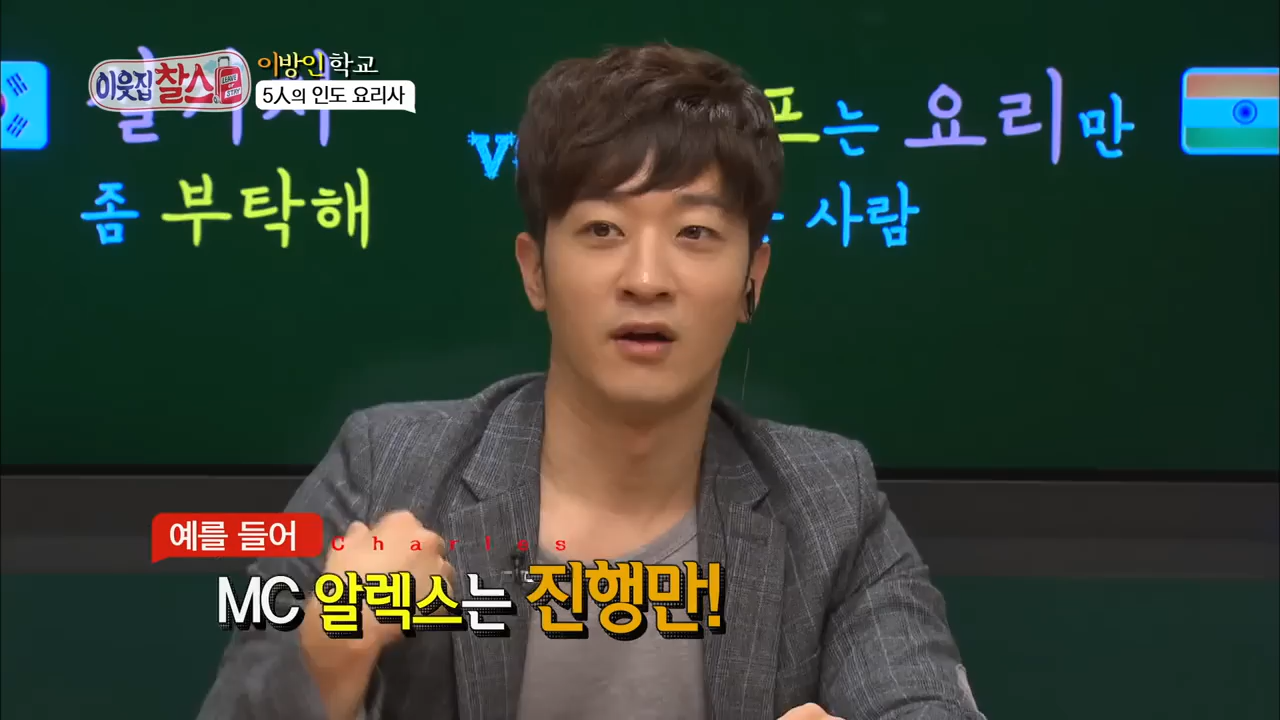 이웃집 찰스
LEAVE or STAY
이방인 학교
5人의 인도 요리사
는 요리만
좀 부탁해
사람
예를 들어
Charles
MC 알렉스는 진행만!